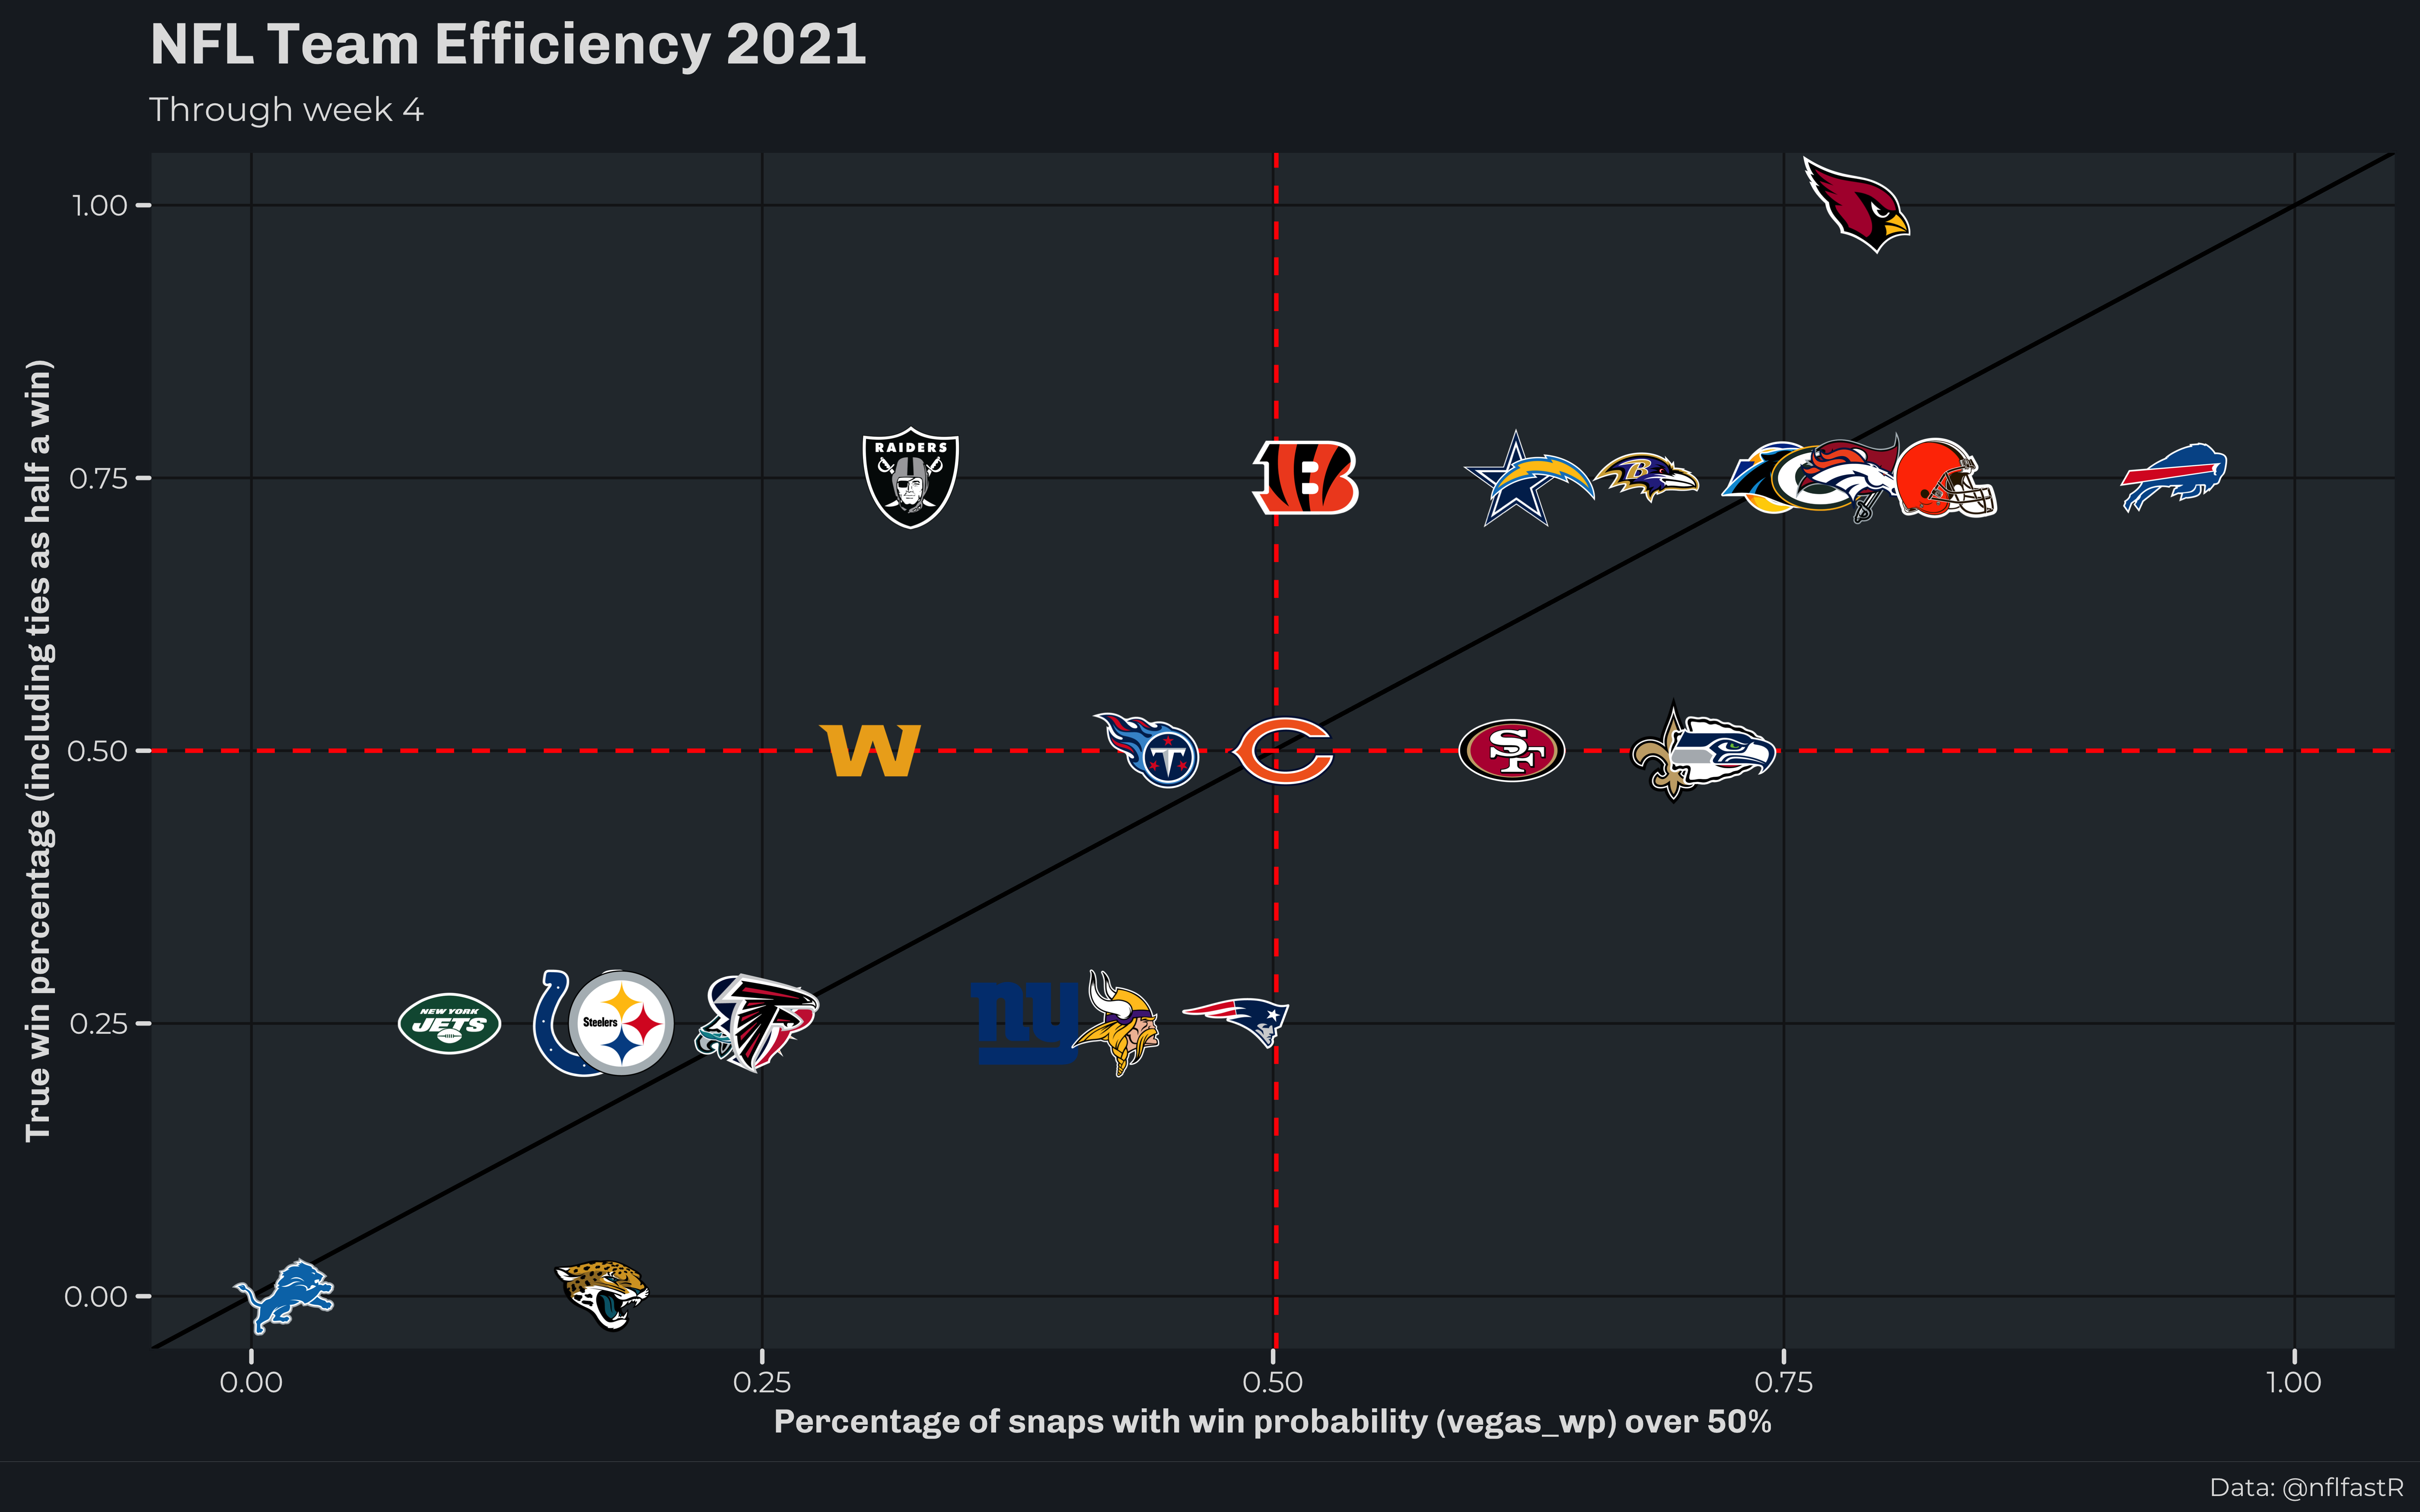 NFL Team Efficiency 2021
Through week 4
True win percentage (including ties as half a win)
1.00
0.75
0.50
0.25
0.00
RAIDERS
B
B
W
T
SF
NEW YORK
JETS
Steelers
ny
0.00
0.25
0.50
0.75
1.00
Percentage of snaps with win probability (vegas_wp) over 50%
Data: @nflfastR